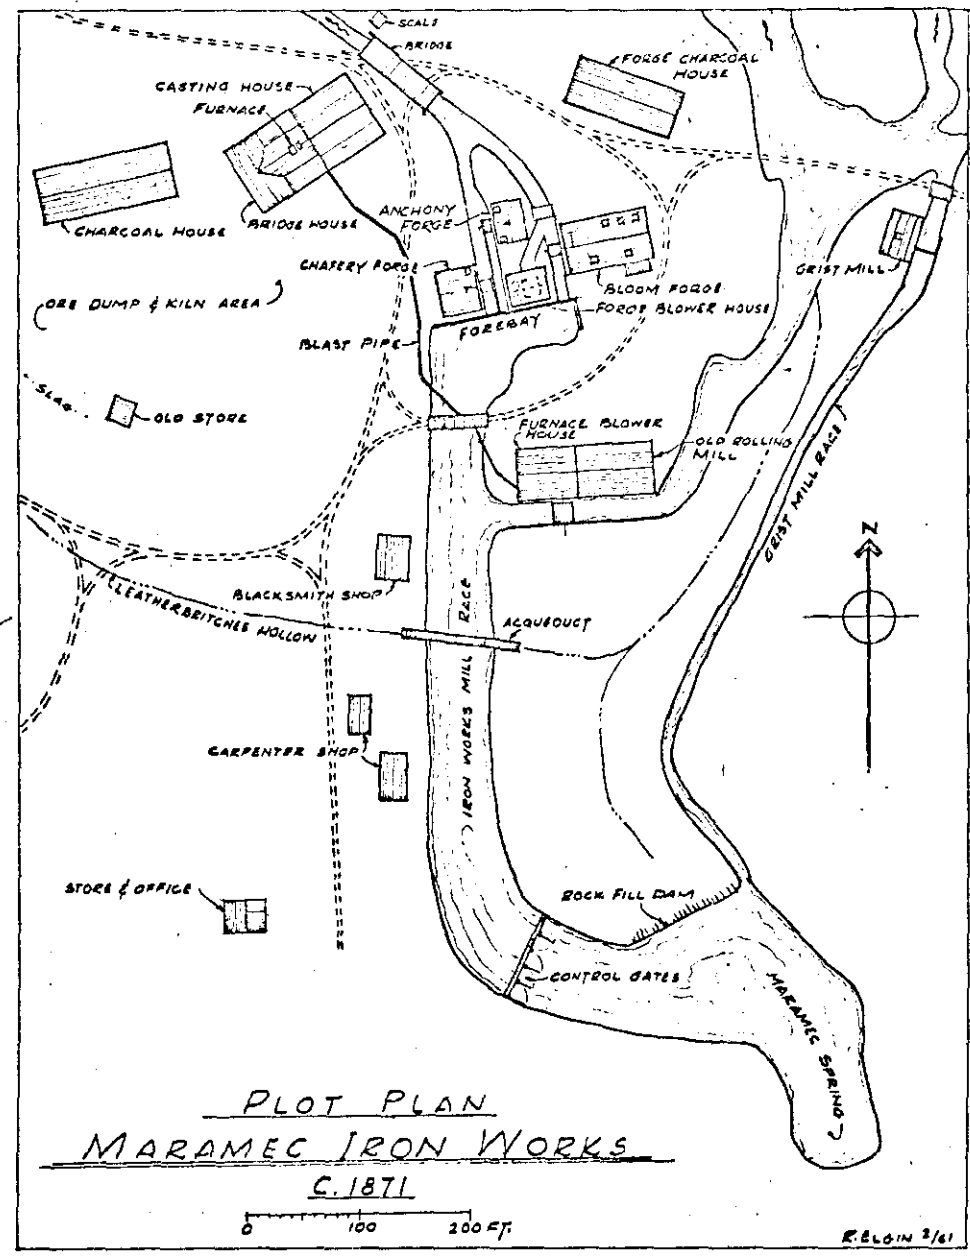 SCALE
BRIDGE
FORGE CHARCOAL
HOUSE
CASTING HOUSE
FURNACE
CHARCOAL HOUSE
BRIDGE HOUSE
ANCHONY
FORGE
CHAFERY FORGE
GRIST MILL
BLOOM FORGE
FORGE BLOWER HOUSE
ORE DUMP & KILN AREA
FOREBAY
BLAST PIPE
SLAG
OLD STORE
FURNACE BLOWER
HOUSE
OLD ROLLING
MILL
GRIST MILL RACE
N
LEATHERBRITCHES HOLLOW
BLACKSMITH SHOP
ACQUEDUCT
IRON WORKS MILL RACE
CARPENTER SHOP
STORE & OFFICE
ROCK FILL DAM
CONTROL GATES
MARAMEC SPRING
PLOT PLAN
MARAMEC IRON WORKS
C. 1871
0 100 200 FT.
R. ELGIN 2/61